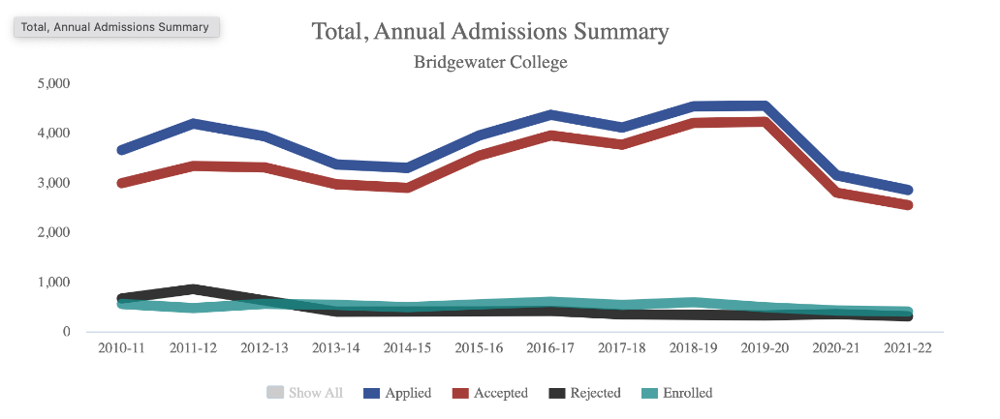 Total, Annual Admissions Summary
Total, Annual Admissions Summary
Bridgewater College
5,000
4,000
3,000
2,000
1,000
0
2010-11 2011-12 2012-13 2013-14 2014-15 2015-16 2016-17 2017-18 2018-19 2019-20 2020-21 2021-22
Show All Applied Accepted Rejected Enrolled